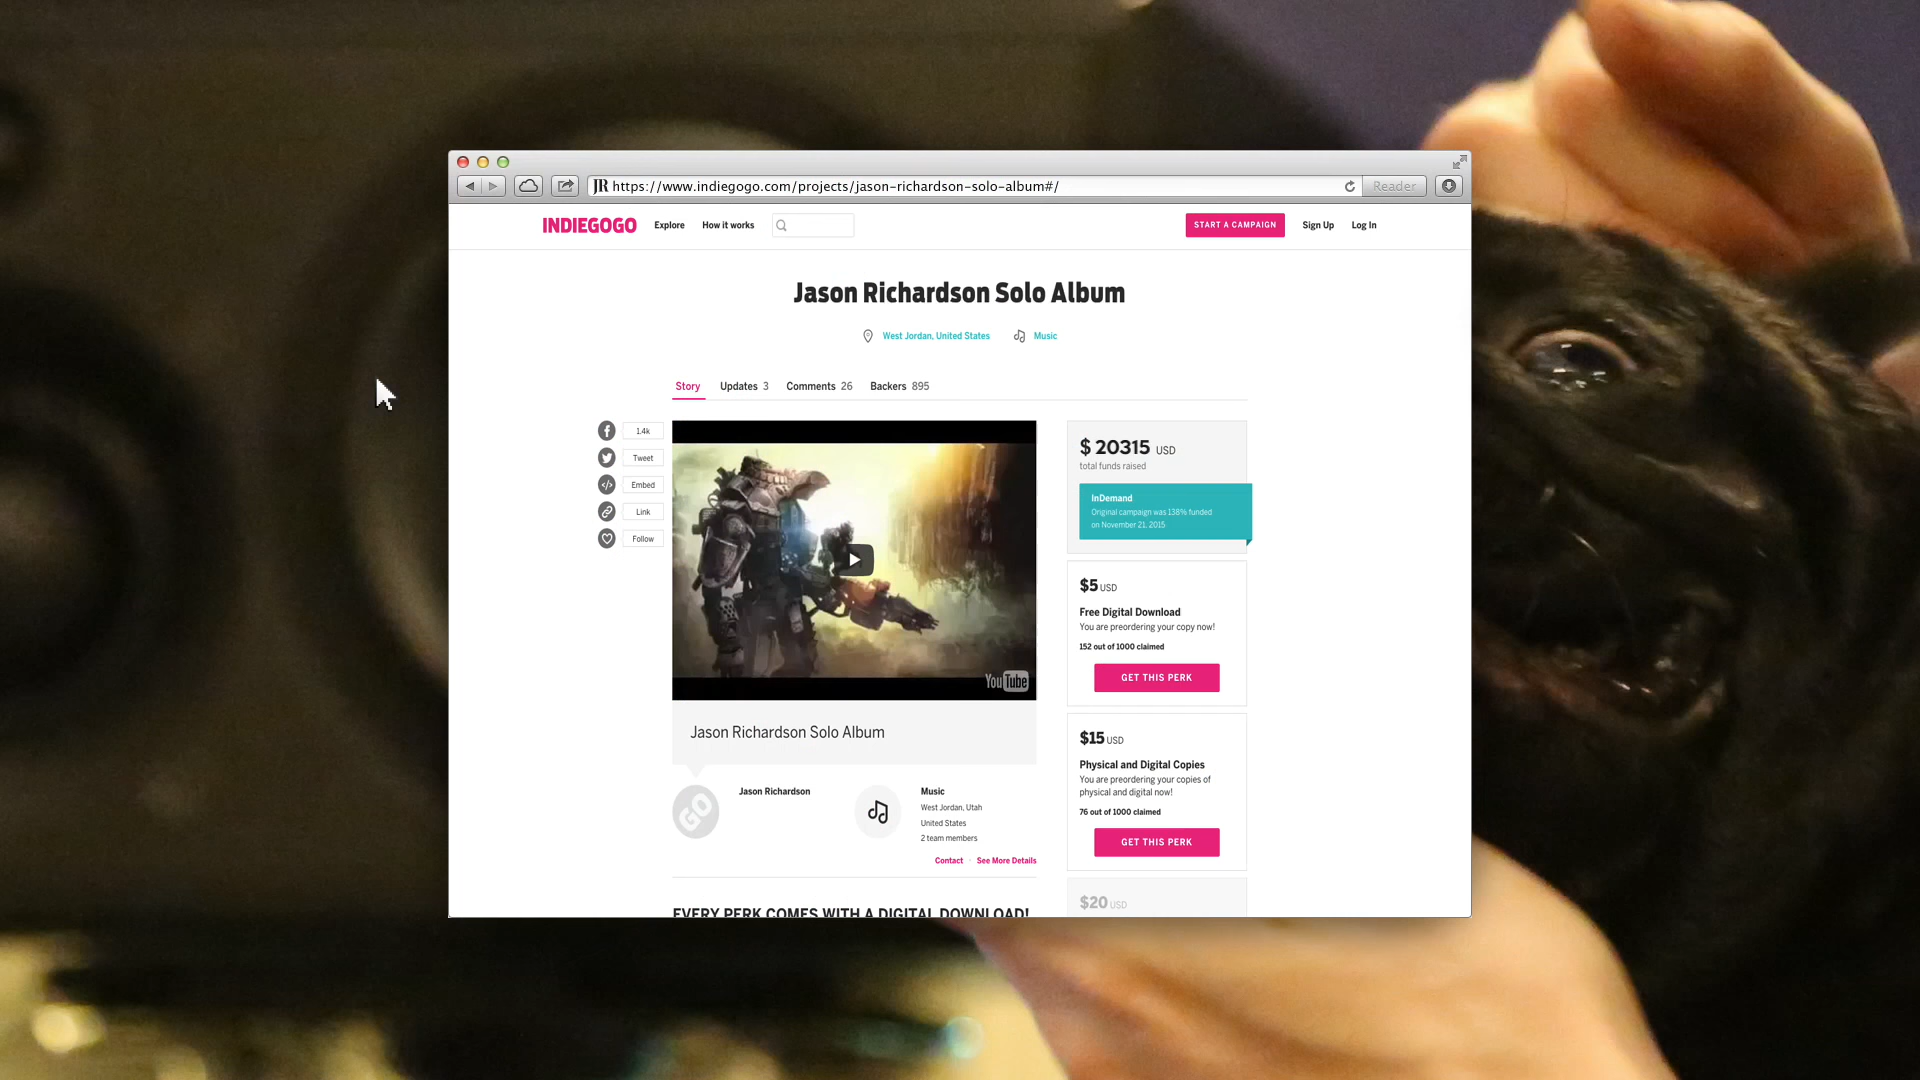 JR https://www.indiegogo.com/projects/jason-richardson-solo-album#/
Reader
INDIEGOGO
Explore
How it works
START A CAMPAIGN
Sign Up
Log In
Jason Richardson Solo Album
West Jordan, United States
Music
Story
Updates 3
Comments 26
Backers 895
1.4k
Tweet
Embed
Link
Follow
YouTube
Jason Richardson Solo Album
GO
Jason Richardson
Music
West Jordan, Utah
United States
2 team members
Contact · See More Details
EVERY PERK COMES WITH A DIGITAL DOWNLOAD!
$ 20315 USD
total funds raised
InDemand
Original campaign was 138% funded
on November 21, 2015
$5 USD
Free Digital Download
You are preordering your copy now!
152 out of 1000 claimed
GET THIS PERK
$15 USD
Physical and Digital Copies
You are preordering your copies of
physical and digital now!
76 out of 1000 claimed
GET THIS PERK
$20 USD